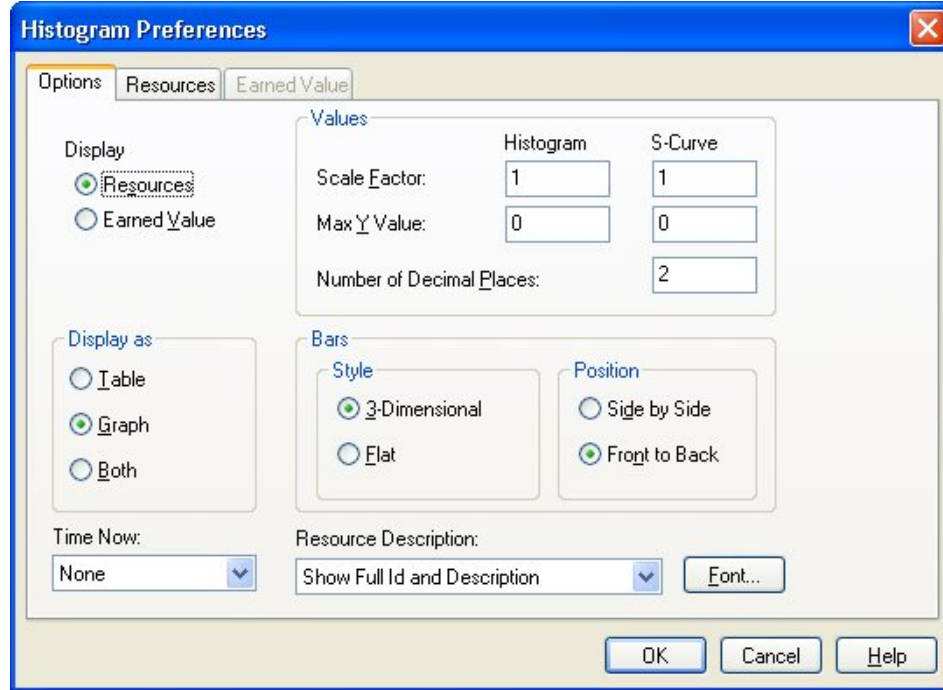 Histogram Preferences
Options Resources Earned Value
Display
Resources
Earned Value
Values
Histogram S-Curve
Scale Factor: 1 1
Max Y Value: 0 0
Number of Decimal Places: 2
Display as
Table
Graph
Both
Bars
Style
3-Dimensional
Flat
Position
Side by Side
Front to Back
Time Now:
None
Resource Description:
Show Full Id and Description
Font...
OK Cancel Help